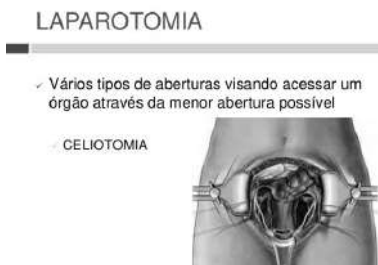 LAPAROTOMIA
Vários tipos de aberturas visando acessar um
órgão através da menor abertura possível
CELIOTOMIA